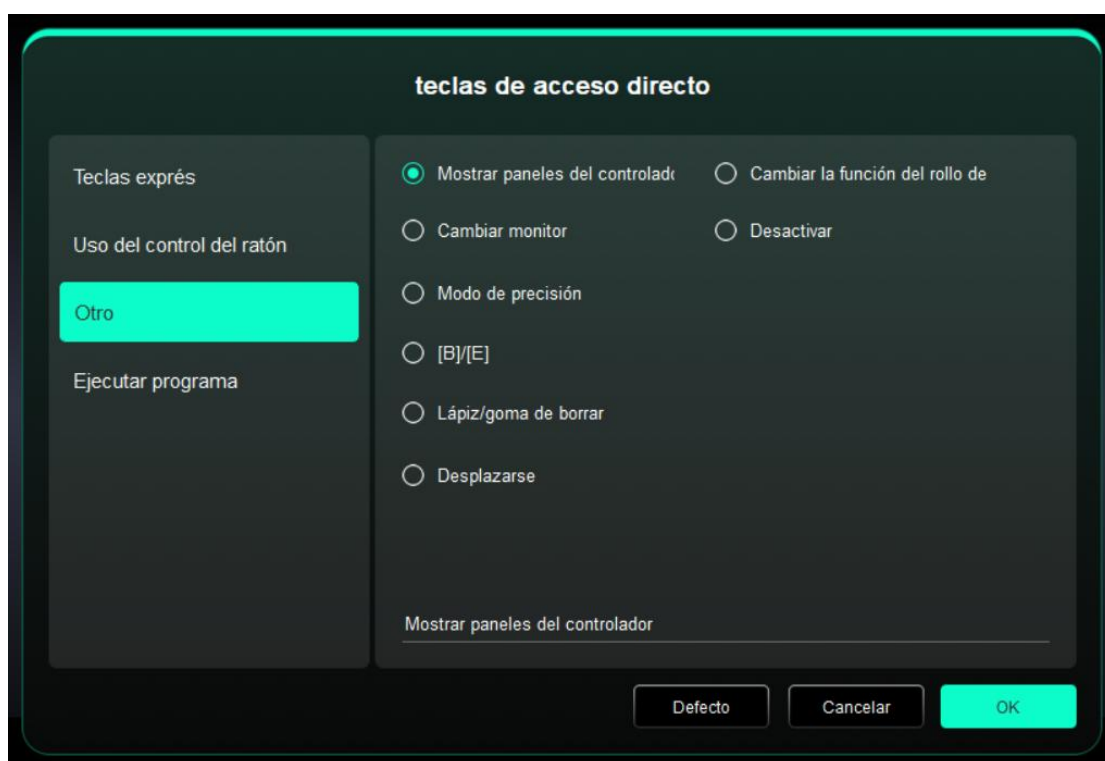 teclas de acceso directo
Teclas exprés
Uso del control del ratón
Otro
Ejecutar programa
Mostrar paneles del controlado
Cambiar la función del rollo de
Cambiar monitor
Desactivar
Modo de precisión
[B]/[E]
Lápiz/goma de borrar
Desplazarse
Mostrar paneles del controlador
Defecto
Cancelar
OK